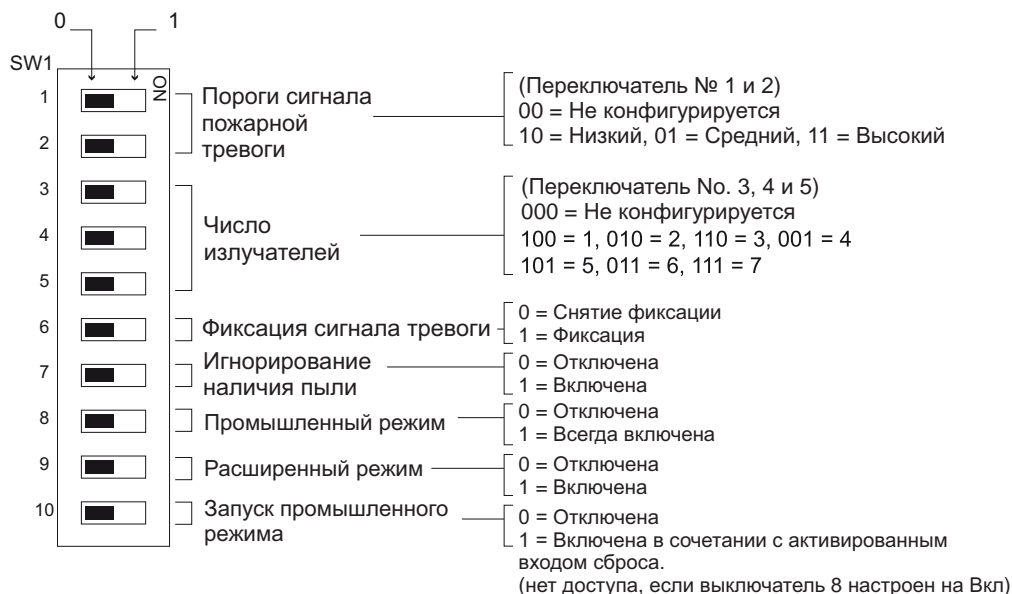 0 1
SW1
ON
1
2
Пороги сигнала
пожарной
тревоги
(Переключатель № 1 и 2)
00 = Не конфигурируется
10 = Низкий, 01 = Средний, 11 = Высокий
3
4
5
Число
излучателей
(Переключатель No. 3, 4 и 5)
000 = Не конфигурируется
100 = 1, 010 = 2, 110 = 3, 001 = 4
101 = 5, 011 = 6, 111 = 7
6
Фиксация сигнала тревоги
0 = Снятие фиксации
1 = Фиксация
7
Игнорирование
наличия пыли
0 = Отключена
1 = Включена
8
Промышленный режим
0 = Отключена
1 = Всегда включена
9
Расширенный режим
0 = Отключена
1 = Включена
10
Запуск промышленного
режима
0 = Отключена
1 = Включена в сочетании с активированным
входом сброса.
(нет доступа, если выключатель 8 настроен на Вкл)